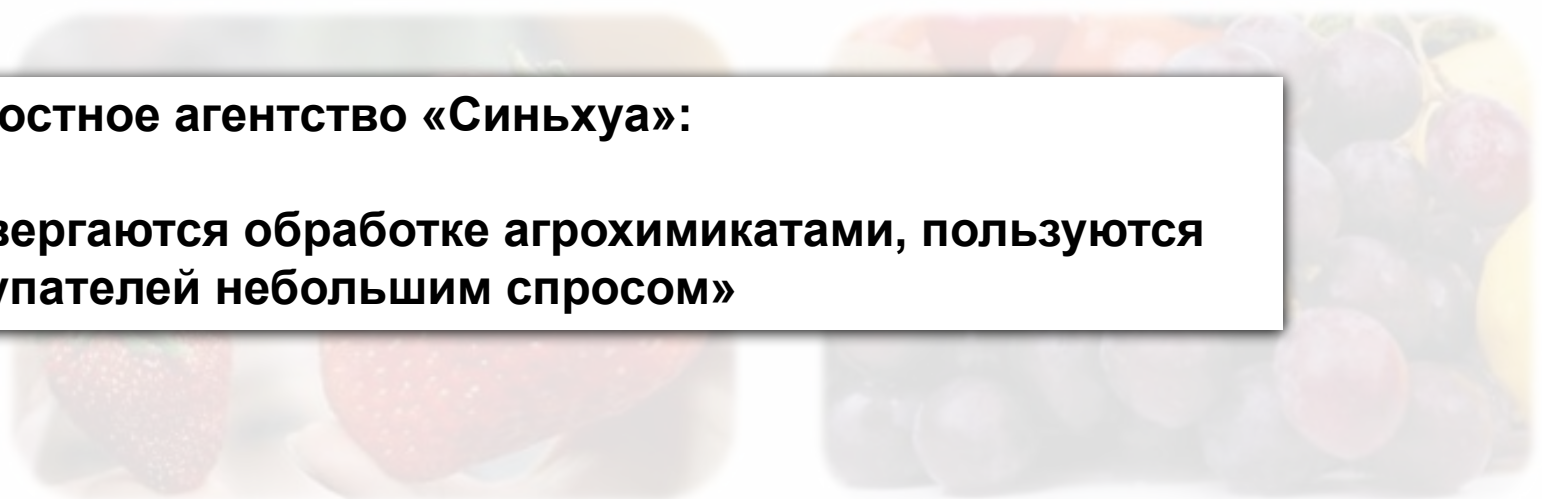 остное агентство «Синьхуа»:
вергаются обработке агрохимикатами, пользуются
упателей небольшим спросом»